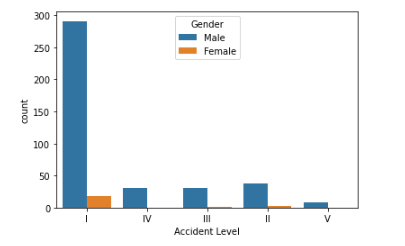 300
250
200
150
100
50
0
count
Gender
Male
Female
I IV III II V
Accident Level